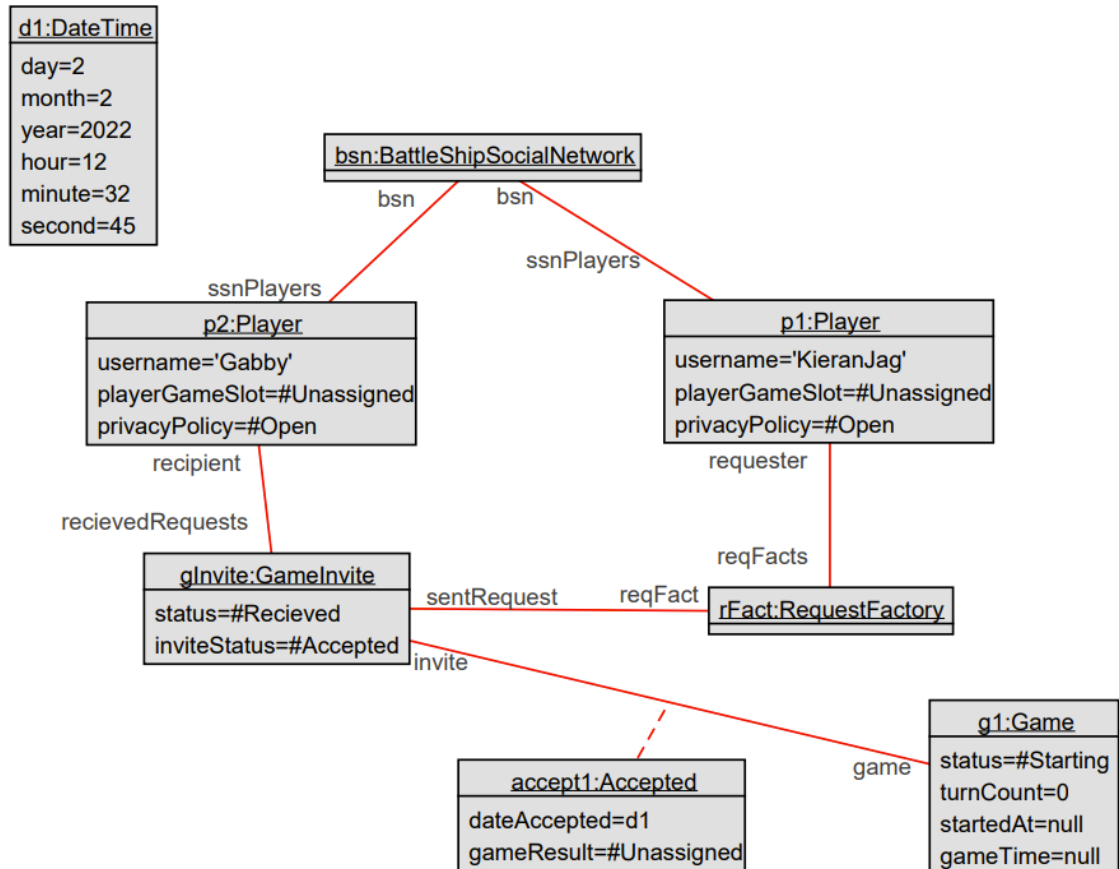 d1:DateTime
day=2
month=2
year=2022
hour=12
minute=32
second=45
bsn:BattleShipSocialNetwork
bsn
bsn
ssnPlayers
ssnPlayers
p2:Player
username='Gabby'
playerGameSlot=#Unassigned
privacyPolicy=#Open
p1:Player
username='KieranJag'
playerGameSlot=#Unassigned
privacyPolicy=#Open
recipient
requester
recievedRequests
reqFacts
gInvite:GameInvite
status=#Recieved
inviteStatus=#Accepted
sentRequest
reqFact
rFact:RequestFactory
invite
game
accept1:Accepted
dateAccepted=d1
gameResult=#Unassigned
g1:Game
status=#Starting
turnCount=0
startedAt=null
gameTime=null